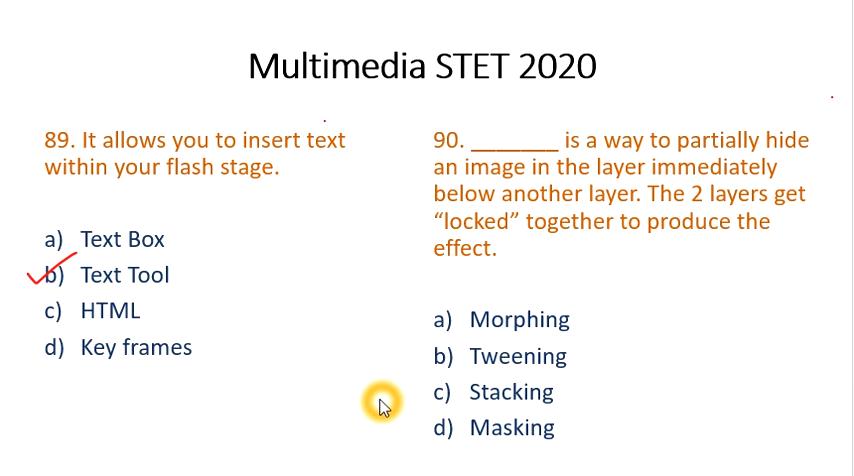 Multimedia STET 2020
89. It allows you to insert text
within your flash stage.
a) Text Box
b) Text Tool
c) HTML
d) Key frames
90. _______ is a way to partially hide
an image in the layer immediately
below another layer. The 2 layers get
“locked” together to produce the
effect.
a) Morphing
b) Tweening
c) Stacking
d) Masking